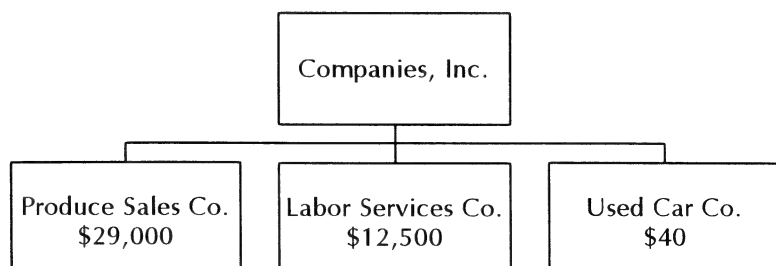 Companies, Inc.
Produce Sales Co.
$29,000
Labor Services Co.
$12,500
Used Car Co.
$40